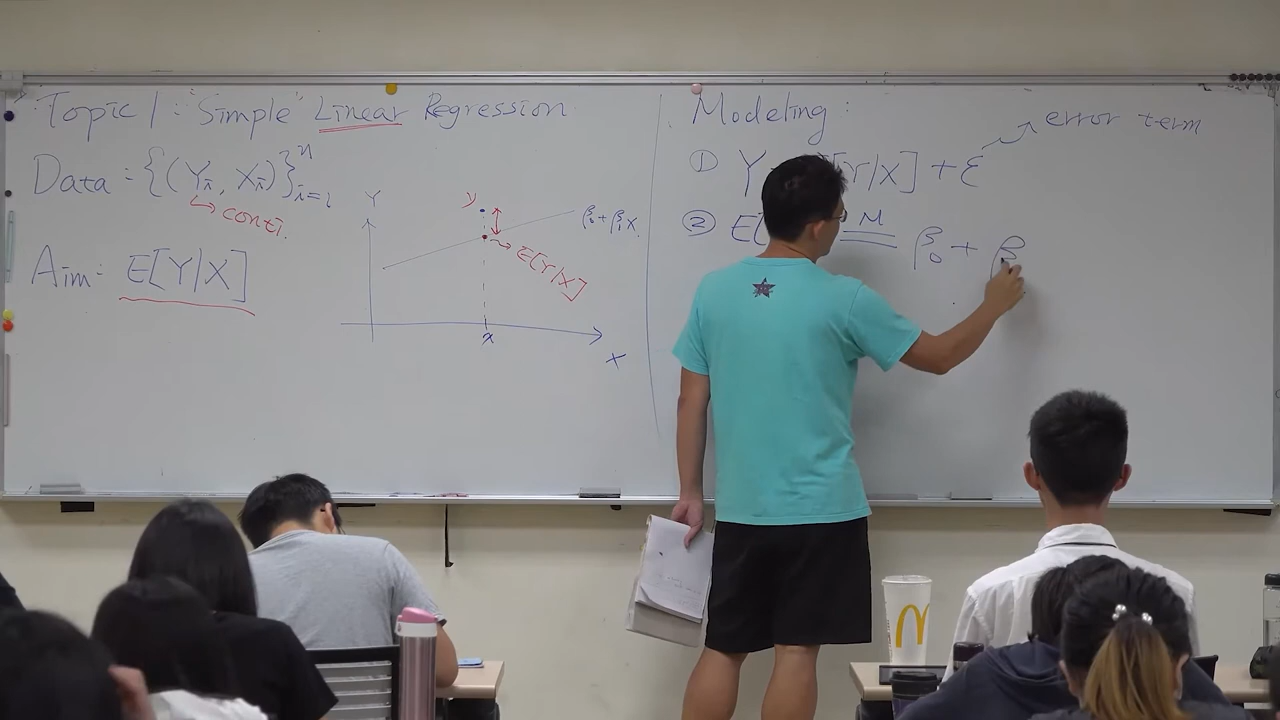 Topic 1: "Simple" Linear Regression
Data: {(Yi, Xi)}ⁿi=1
↳ conti.
Aim: E[Y|X]
Y
y
β0 + β1X
E[Y|X]
x
X
Modeling:
① Y [Y|X] + ε
error term
② E[ M β0 + β